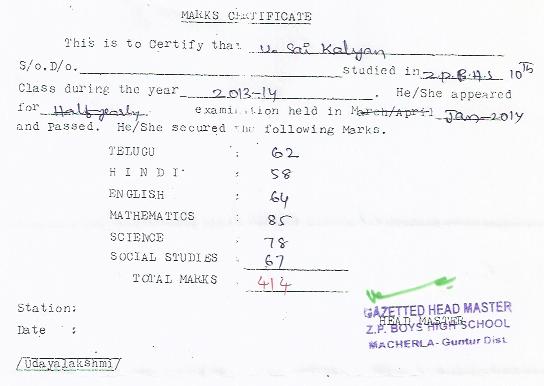 MARKS CERTIFICATE
This is to Certify that V. Sai Kalyan
S/o.D/o. studied in Z.P.B.H.S 10Th
Class during the year 2013-14 . He/She appeared
for Half-yearly examination held in March/April Jan-2014
and Passed. He/She secured the following Marks.
TELUGU : 62
HINDI : 58
ENGLISH : 64
MATHEMATICS : 85
SCIENCE : 78
SOCIAL STUDIES : 67
TOTAL MARKS : 414
Station:
Date :
HEAD MASTER
GAZETTED HEAD MASTER
Z.P. BOYS HIGH SCHOOL
MACHERLA - Guntur Dist.
/Udayalakshmi/